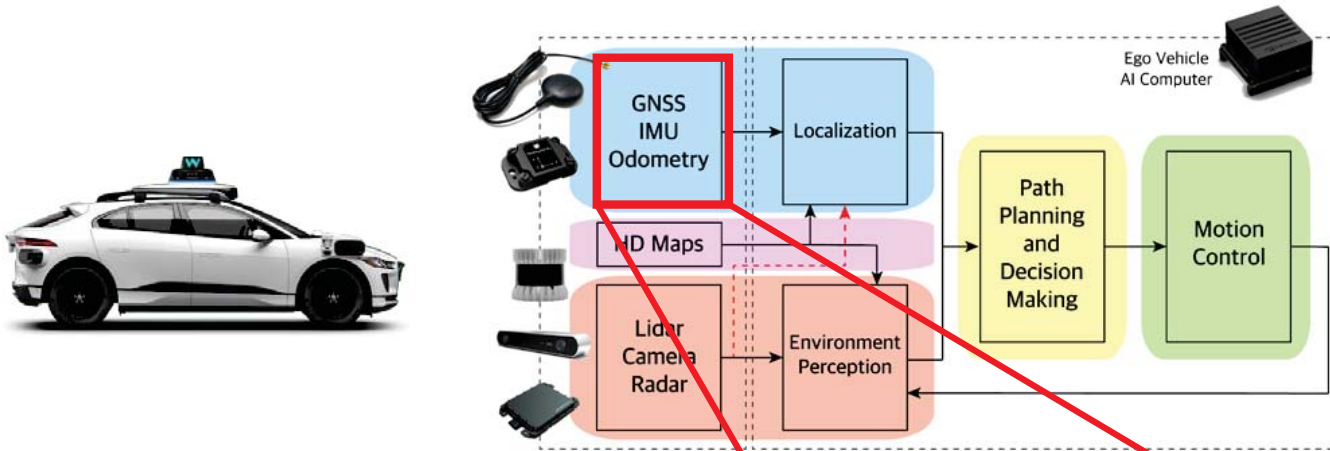 W
Ego Vehicle
AI Computer
GNSS
IMU
Odometry
Localization
HD Maps
Lidar
Camera
Radar
Environment
Perception
Path
Planning
and
Decision
Making
Motion
Control